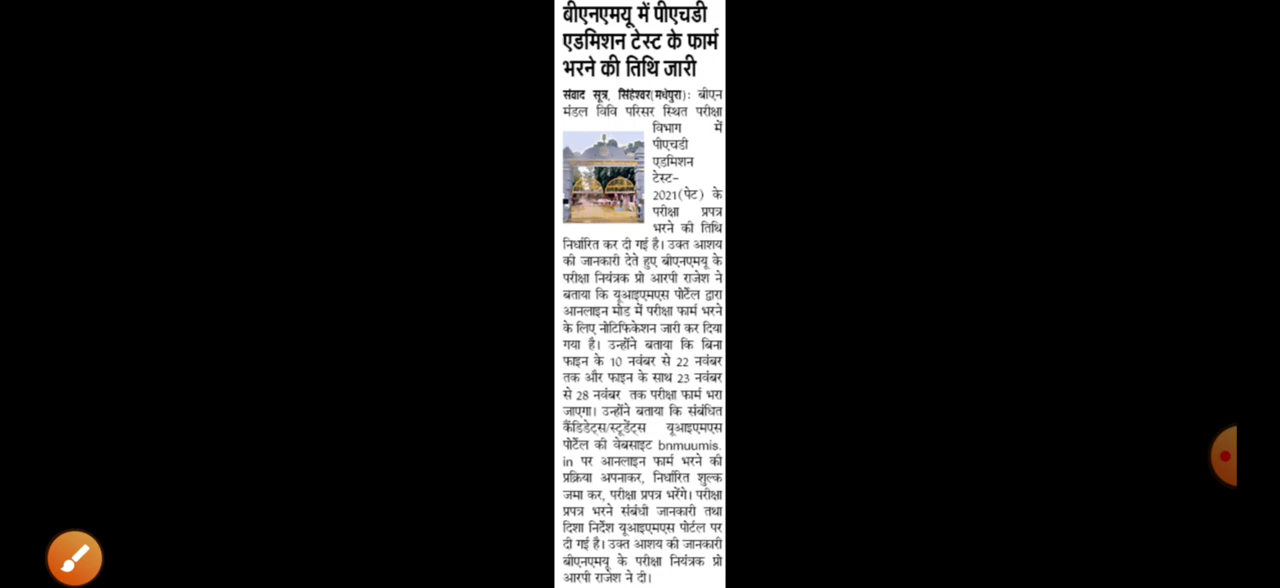 बीएनएमयू में पीएचडी
एडमिशन टेस्ट के फार्म
भरने की तिथि जारी
संवाद सूत्र, सिंहेश्वर(मधेपुरा): बीएन
मंडल विवि परिसर स्थित परीक्षा
विभाग में
पीएचडी
एडमिशन
टेस्ट-
2021(पेट) के
परीक्षा प्रपत्र
भरने की तिथि
निर्धारित कर दी गई है। उक्त आशय
की जानकारी देते हुए बीएनएमयू के
परीक्षा नियंत्रक प्रो आरपी राजेश ने
बताया कि यूआइएमएस पोर्टल द्वारा
आनलाइन मोड में परीक्षा फार्म भरने
के लिए नोटिफिकेशन जारी कर दिया
गया है। उन्होंने बताया कि बिना
फाइन के 10 नवंबर से 22 नवंबर
तक और फाइन के साथ 23 नवंबर
से 28 नवंबर तक परीक्षा फार्म भरा
जाएगा। उन्होंने बताया कि संबंधित
कैंडिडेट्स/स्टूडेंट्स यूआइएमएस
पोर्टल की वेबसाइट bnmuumis.
in पर आनलाइन फार्म भरने की
प्रक्रिया अपनाकर, निर्धारित शुल्क
जमा कर, परीक्षा प्रपत्र भरेंगे। परीक्षा
प्रपत्र भरने संबंधी जानकारी तथा
दिशा निर्देश यूआइएमएस पोर्टल पर
दी गई है। उक्त आशय की जानकारी
बीएनएमयू के परीक्षा नियंत्रक प्रो
आरपी राजेश ने दी।